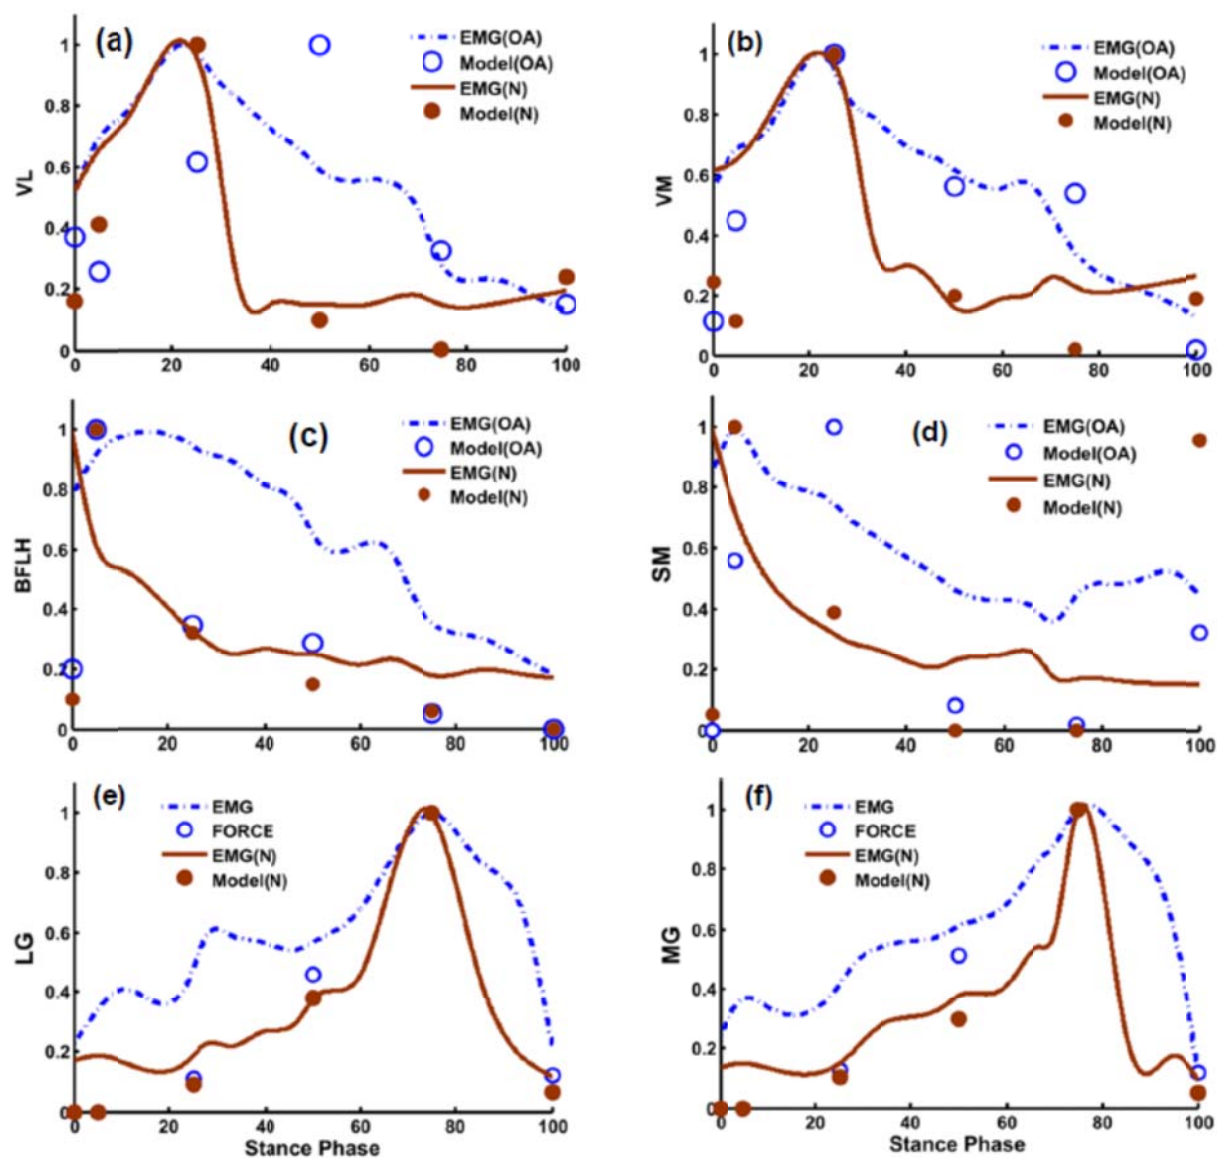 (a)
EMG(OA)
Model(OA)
EMG(N)
Model(N)
VL
1
0.8
0.6
0.4
0.2
0
0 20 40 60 80 100
(b)
EMG(OA)
Model(OA)
EMG(N)
Model(N)
VM
1
0.8
0.6
0.4
0.2
0
0 20 40 60 80 100
(c)
EMG(OA)
Model(OA)
EMG(N)
Model(N)
BFLH
1
0.8
0.6
0.4
0.2
0
0 20 40 60 80 100
(d)
EMG(OA)
Model(OA)
EMG(N)
Model(N)
SM
1
0.8
0.6
0.4
0.2
0
0 20 40 60 80 100
(e)
EMG
FORCE
EMG(N)
Model(N)
LG
1
0.8
0.6
0.4
0.2
0
0 20 40 60 80 100
Stance Phase
(f)
EMG
FORCE
EMG(N)
Model(N)
MG
1
0.8
0.6
0.4
0.2
0
0 20 40 60 80 100
Stance Phase